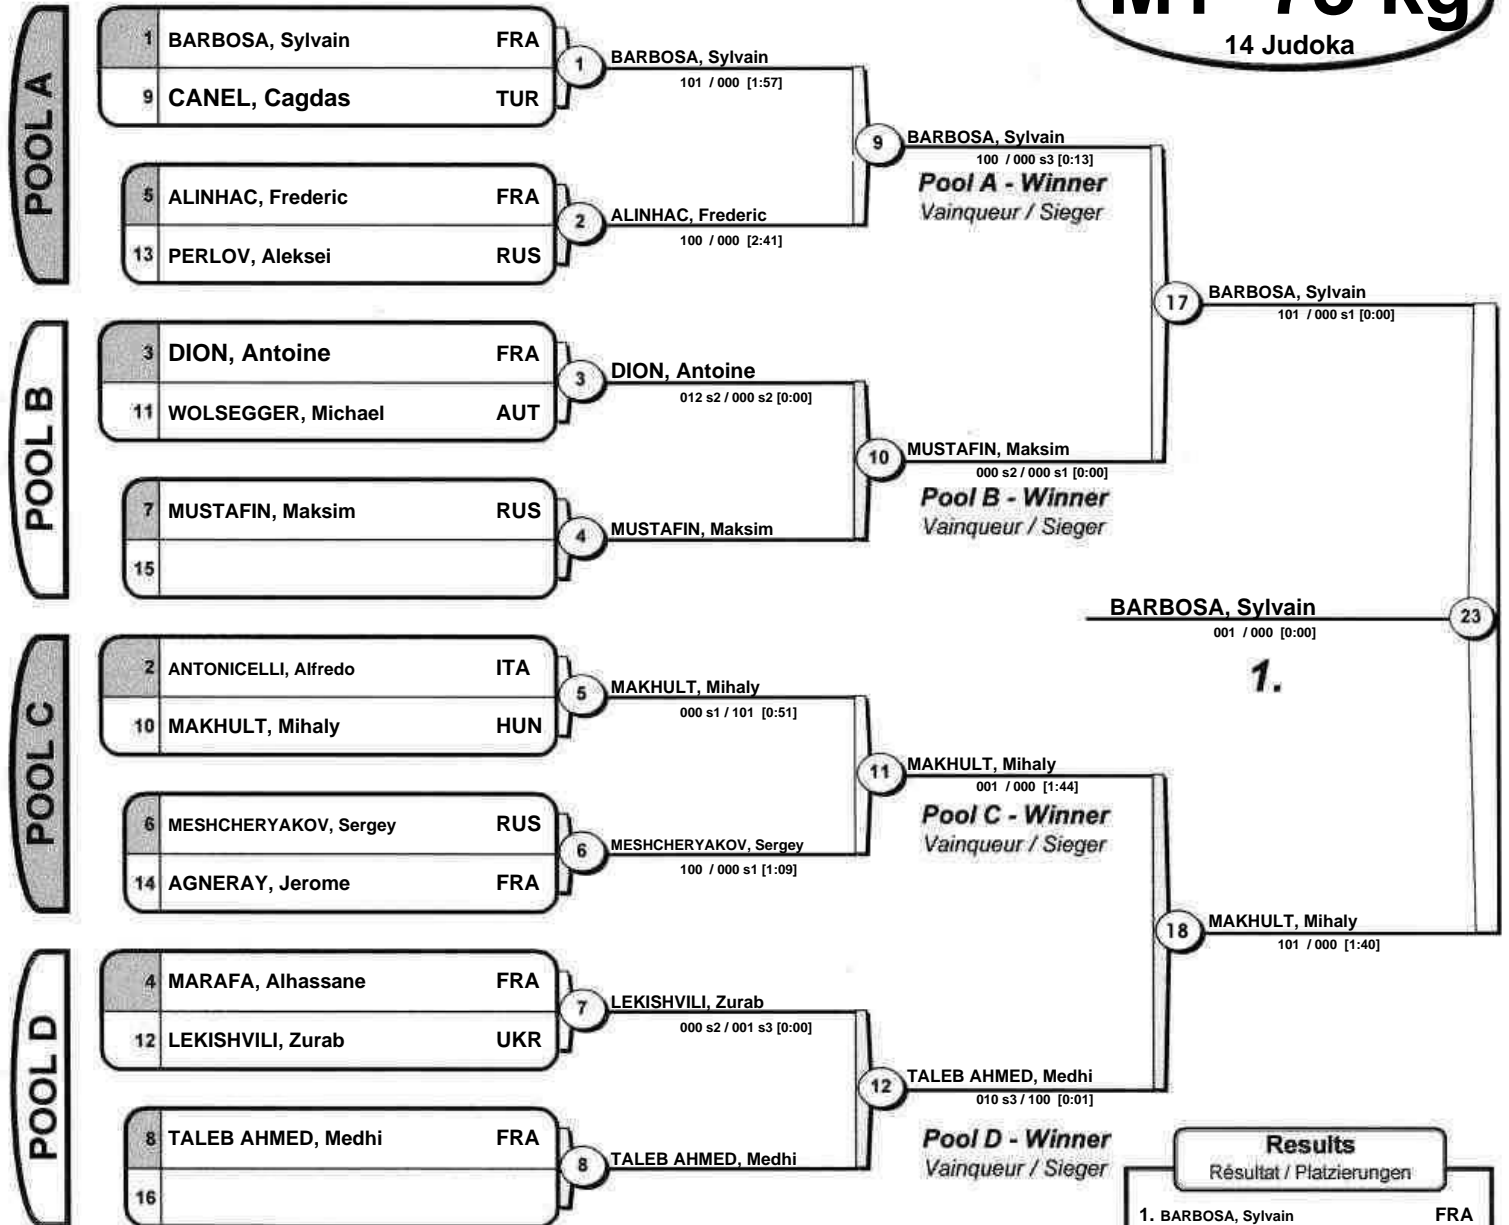 14 Judoka
POOL A
1 BARBOSA, Sylvain FRA
9 CANEL, Cagdas TUR
5 ALINHAC, Frederic FRA
13 PERLOV, Aleksei RUS
1 BARBOSA, Sylvain
101 / 000 [1:57]
2 ALINHAC, Frederic
100 / 000 [2:41]
9 BARBOSA, Sylvain
100 / 000 s3 [0:13]
Pool A - Winner
Vainqueur / Sieger
POOL B
3 DION, Antoine FRA
11 WOLSEGGER, Michael AUT
7 MUSTAFIN, Maksim RUS
15
3 DION, Antoine
012 s2 / 000 s2 [0:00]
4 MUSTAFIN, Maksim
10 MUSTAFIN, Maksim
000 s2 / 000 s1 [0:00]
Pool B - Winner
Vainqueur / Sieger
17 BARBOSA, Sylvain
101 / 000 s1 [0:00]
BARBOSA, Sylvain 23
001 / 000 [0:00]
1.
POOL C
2 ANTONICELLI, Alfredo ITA
10 MAKHULT, Mihaly HUN
6 MESHCHERYAKOV, Sergey RUS
14 AGNERAY, Jerome FRA
5 MAKHULT, Mihaly
000 s1 / 101 [0:51]
6 MESHCHERYAKOV, Sergey
100 / 000 s1 [1:09]
11 MAKHULT, Mihaly
001 / 000 [1:44]
Pool C - Winner
Vainqueur / Sieger
POOL D
4 MARAFA, Alhassane FRA
12 LEKISHVILI, Zurab UKR
8 TALEB AHMED, Medhi FRA
16
7 LEKISHVILI, Zurab
000 s2 / 001 s3 [0:00]
8 TALEB AHMED, Medhi
12 TALEB AHMED, Medhi
010 s3 / 100 [0:01]
Pool D - Winner
Vainqueur / Sieger
18 MAKHULT, Mihaly
101 / 000 [1:40]
Results
Résultat / Platzierungen
1. BARBOSA, Sylvain FRA